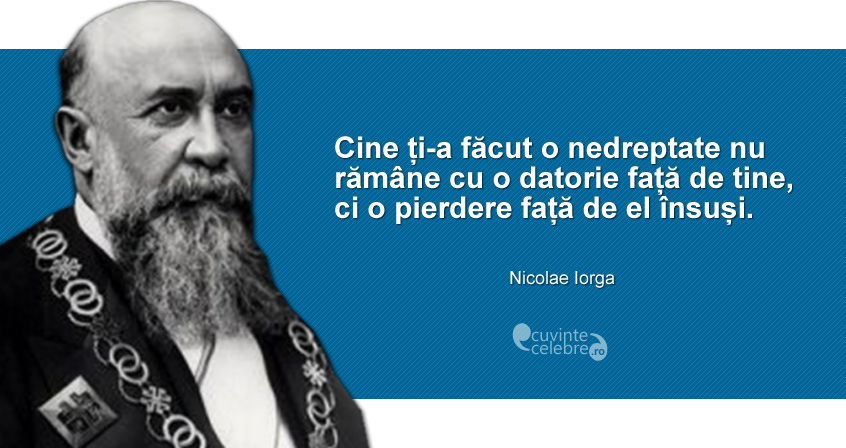 Cine ți-a făcut o nedreptate nu
rămâne cu o datorie față de tine,
ci o pierdere față de el însuși.
Nicolae Iorga
cuvinte
celebre.ro